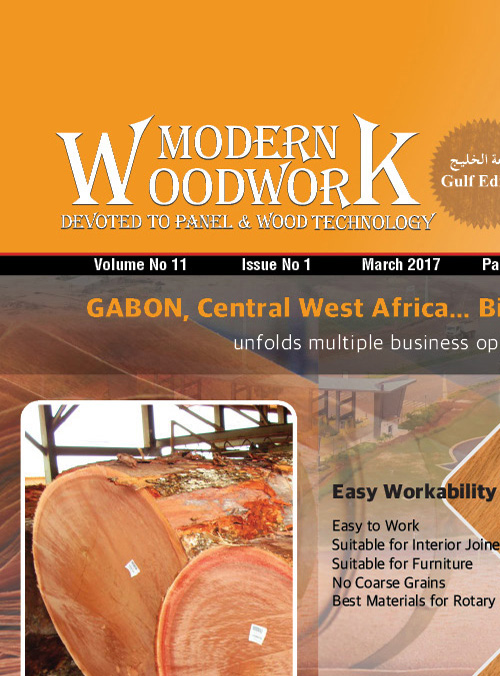 MODERN
WOODWORK
DEVOTED TO PANEL & WOOD TECHNOLOGY
الخليج
Gulf Ed
Volume No 11 Issue No 1 March 2017 Pa
GABON, Central West Africa... Bi
unfolds multiple business op
Easy Workability
Easy to Work
Suitable for Interior Joine
Suitable for Furniture
No Coarse Grains
Best Materials for Rotary